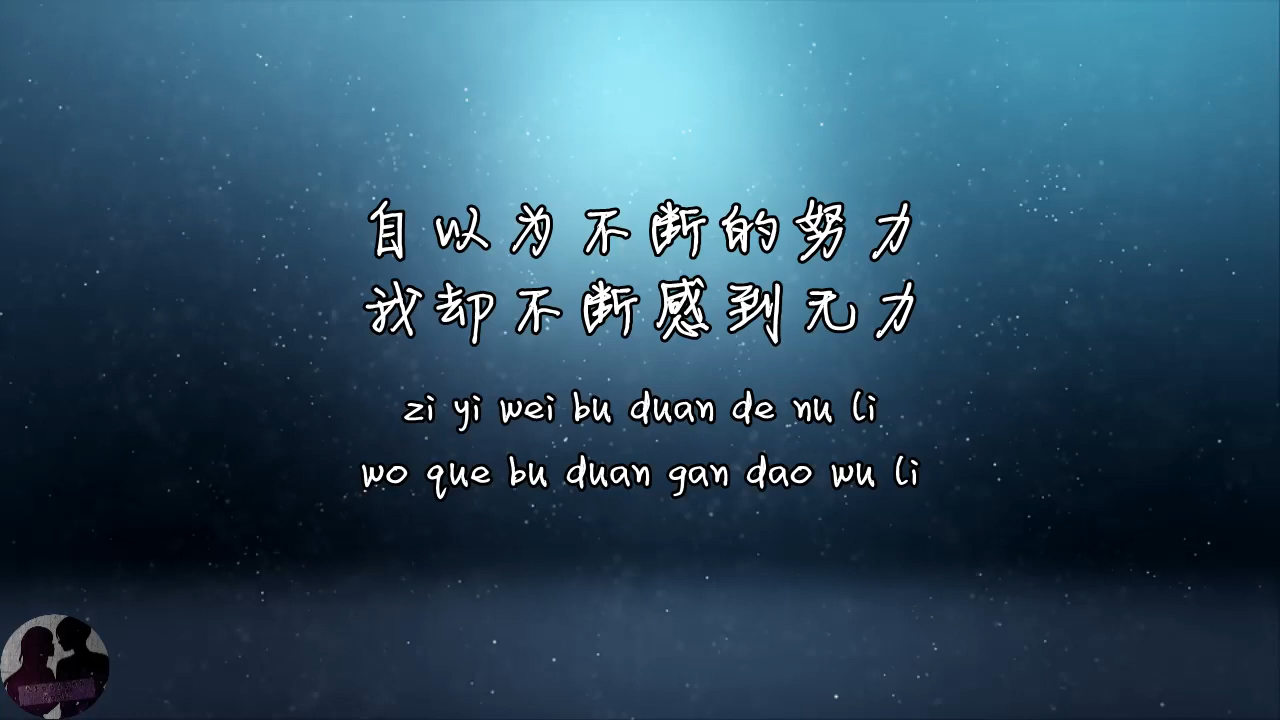 自以为不断的努力
我却不断感到无力
zi yi wei bu duan de nu li
wo que bu duan gan dao wu li